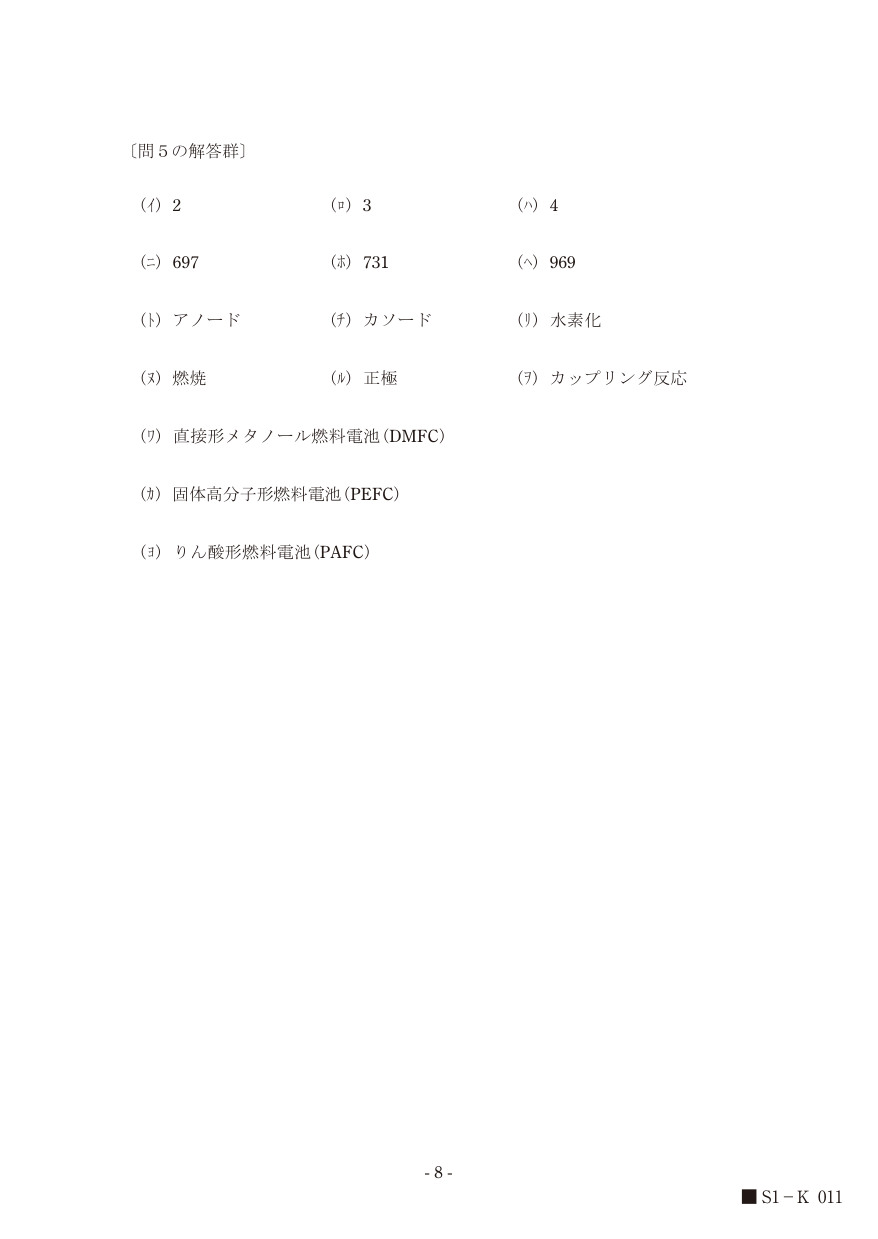 〔問５の解答群〕
(ｲ) 2 (ﾛ) 3 (ﾊ) 4
(ﾆ) 697 (ﾎ) 731 (ﾍ) 969
(ﾄ) アノード (ﾁ) カソード (ﾘ) 水素化
(ﾇ) 燃焼 (ﾙ) 正極 (ｦ) カップリング反応
(ﾜ) 直接形メタノール燃料電池(DMFC)
(ｶ) 固体高分子形燃料電池(PEFC)
(ﾖ) りん酸形燃料電池(PAFC)
- 8 -
■ S1－K 011